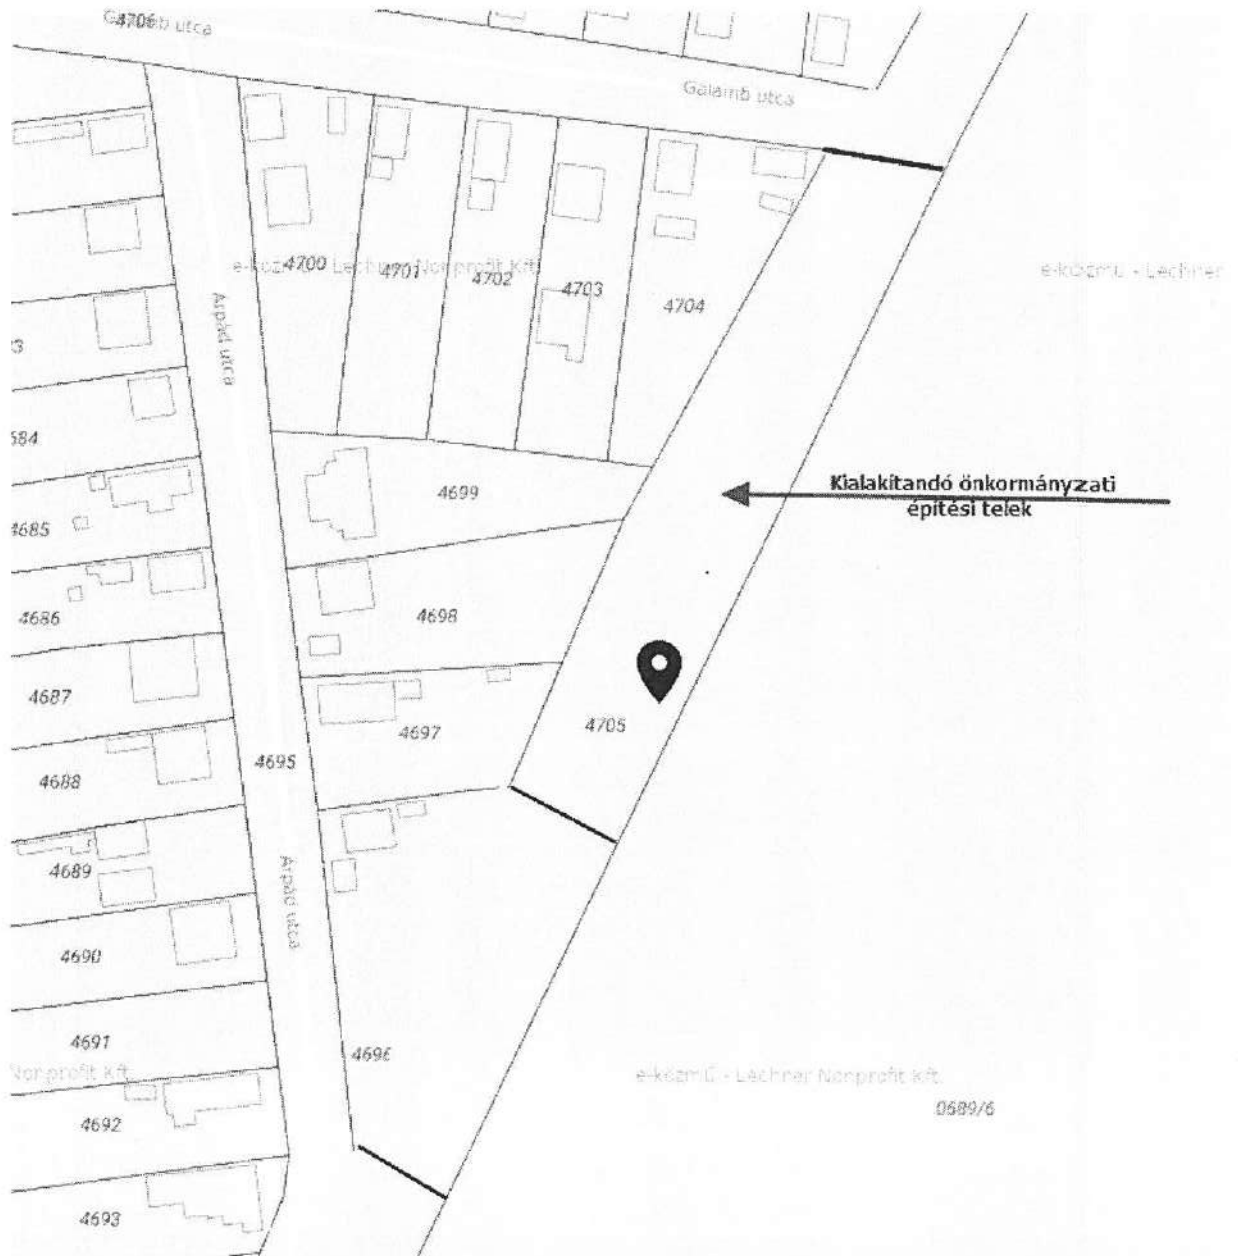 4706
Galamb utca
Galamb utca
e-közmű - Lechner Nonprofit Kft.
4700
4701
4702
4703
4704
e-közmű - Lechner
Árpád utca
3
684
4699
Kialakítandó önkormányzati
építési telek
4685
4686
4698
4687
4705
4697
4695
4688
4689
Árpád utca
4690
4691
4696
Nonprofit Kft.
e-közmű - Lechner Nonprofit Kft.
0689/6
4692
4693